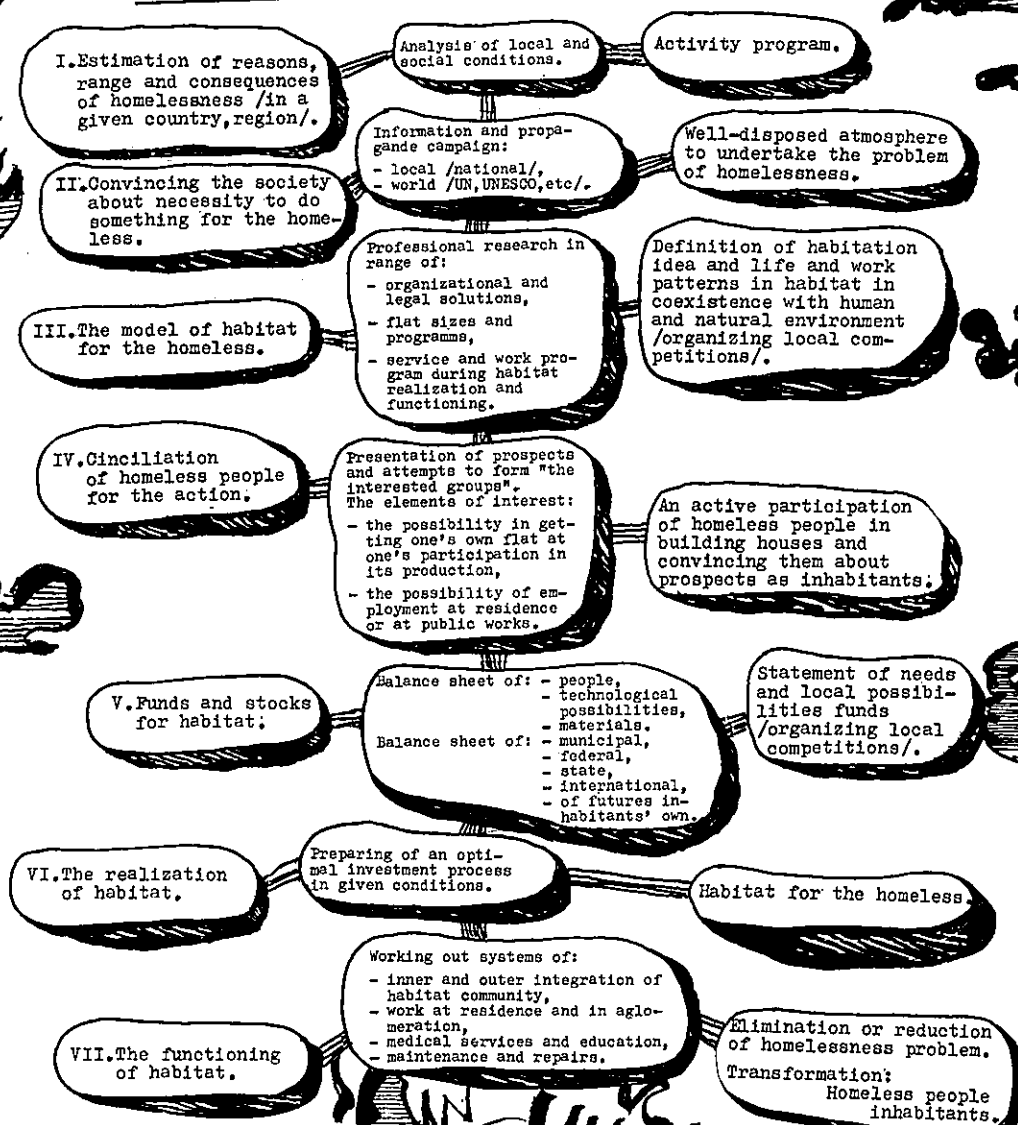 I.Estimation of reasons,
range and consequences
of homelessness /in a
given country,region/.
Analysis of local and
social conditions.
Activity program.
II.Convincing the society
about necessity to do
something for the home-
less.
Information and propa-
gande campaign:
- local /national/,
- world /UN,UNESCO,etc/.
Well-disposed atmosphere
to undertake the problem
of homelessness.
III.The model of habitat
for the homeless.
Professional research in
range of:
- organizational and
legal solutions,
- flat sizes and
programms,
- service and work pro-
gram during habitat
realization and
functioning.
Definition of habitation
idea and life and work
patterns in habitat in
coexistence with human
and natural environment
/organizing local com-
petitions/.
IV.Cinciliation
of homeless people
for the action.
Presentation of prospects
and attempts to form "the
interested groups".
The elements of interest:
- the possibility in get-
ting one's own flat at
one's participation in
its production,
- the possibility of em-
ployment at residence
or at public works.
An active participation
of homeless people in
building houses and
convincing them about
prospects as inhabitants.
V.Funds and stocks
for habitat.
Balance sheet of: - people,
- technological
possibilities,
- materials.
Balance sheet of: - municipal,
- federal,
- state,
- international,
- of futures in-
habitants' own.
Statement of needs
and local possibi-
lities funds
/organizing local
competitions/.
VI.The realization
of habitat.
Preparing of an opti-
mal investment process
in given conditions.
Habitat for the homeless.
VII.The functioning
of habitat.
Working out systems of:
- inner and outer integration of
habitat community,
- work at residence and in aglo-
meration,
- medical services and education,
- maintenance and repairs.
Elimination or reduction
of homelessness problem.
Transformation:
Homeless people
inhabitants.